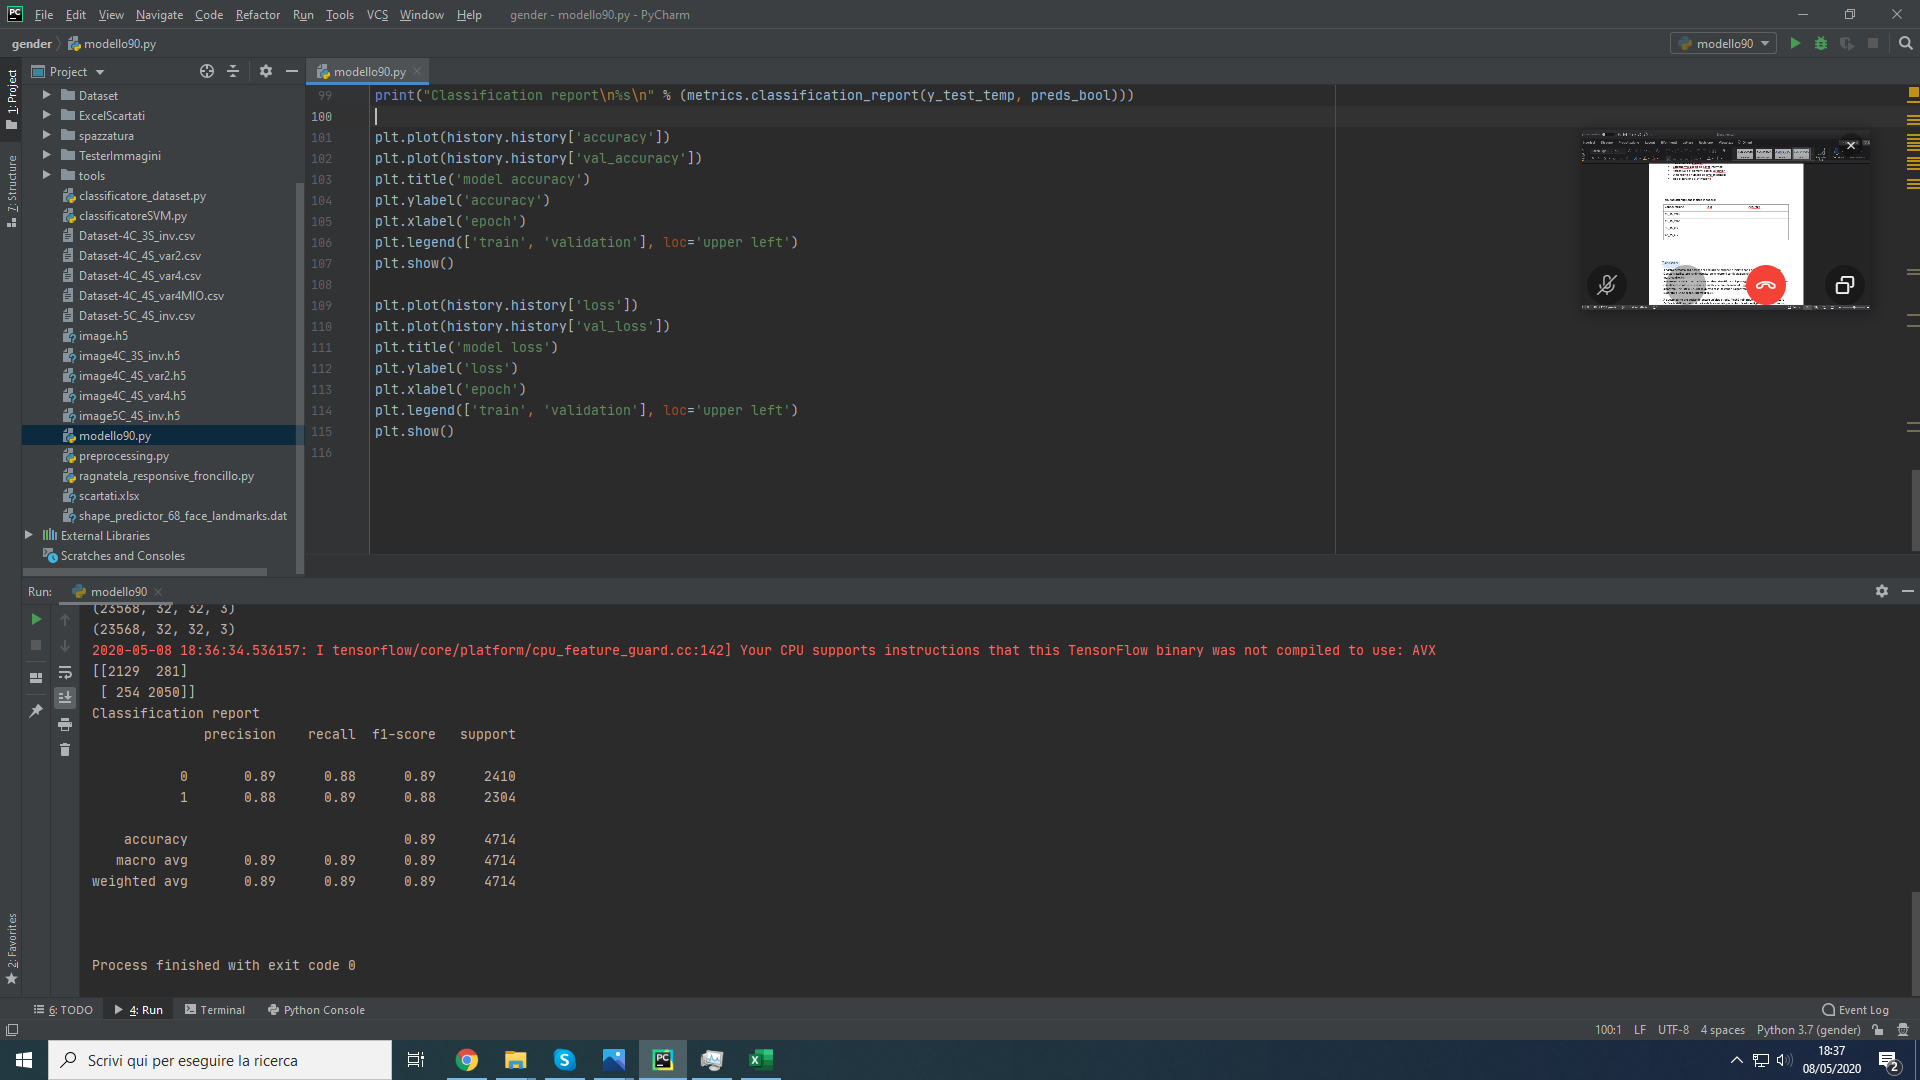 File Edit View Navigate Code Refactor Run Tools VCS Window Help gender - modello90.py - PyCharm
gender modello90.py
modello90
1: Project
7: Structure
2: Favorites
Project
Dataset
ExcelScartati
spazzatura
TesterImmagini
tools
classificatore_dataset.py
classificatoreSVM.py
Dataset-4C_3S_inv.csv
Dataset-4C_4S_var2.csv
Dataset-4C_4S_var4.csv
Dataset-4C_4S_var4MIO.csv
Dataset-5C_4S_inv.csv
image.h5
image4C_3S_inv.h5
image4C_4S_var2.h5
image4C_4S_var4.h5
image5C_4S_inv.h5
modello90.py
preprocessing.py
ragnatela_responsive_froncillo.py
scartati.xlsx
shape_predictor_68_face_landmarks.dat
External Libraries
Scratches and Consoles
modello90.py
99 print("Classification report\n%s\n" % (metrics.classification_report(y_test_temp, preds_bool)))
100
101 plt.plot(history.history['accuracy'])
102 plt.plot(history.history['val_accuracy'])
103 plt.title('model accuracy')
104 plt.ylabel('accuracy')
105 plt.xlabel('epoch')
106 plt.legend(['train', 'validation'], loc='upper left')
107 plt.show()
108
109 plt.plot(history.history['loss'])
110 plt.plot(history.history['val_loss'])
111 plt.title('model loss')
112 plt.ylabel('loss')
113 plt.xlabel('epoch')
114 plt.legend(['train', 'validation'], loc='upper left')
115 plt.show()
116
Run: modello90
(23568, 32, 32, 3)
(23568, 32, 32, 3)
2020-05-08 18:36:34.536157: I tensorflow/core/platform/cpu_feature_guard.cc:142] Your CPU supports instructions that this TensorFlow binary was not compiled to use: AVX
[[2129 281]
[ 254 2050]]
Classification report
precision recall f1-score support
0 0.89 0.88 0.89 2410
1 0.88 0.89 0.88 2304
accuracy 0.89 4714
macro avg 0.89 0.89 0.89 4714
weighted avg 0.89 0.89 0.89 4714
Process finished with exit code 0
6: TODO 4: Run Terminal Python Console Event Log
100:1 LF UTF-8 4 spaces Python 3.7 (gender)
Scrivi qui per eseguire la ricerca
18:37
08/05/2020
2